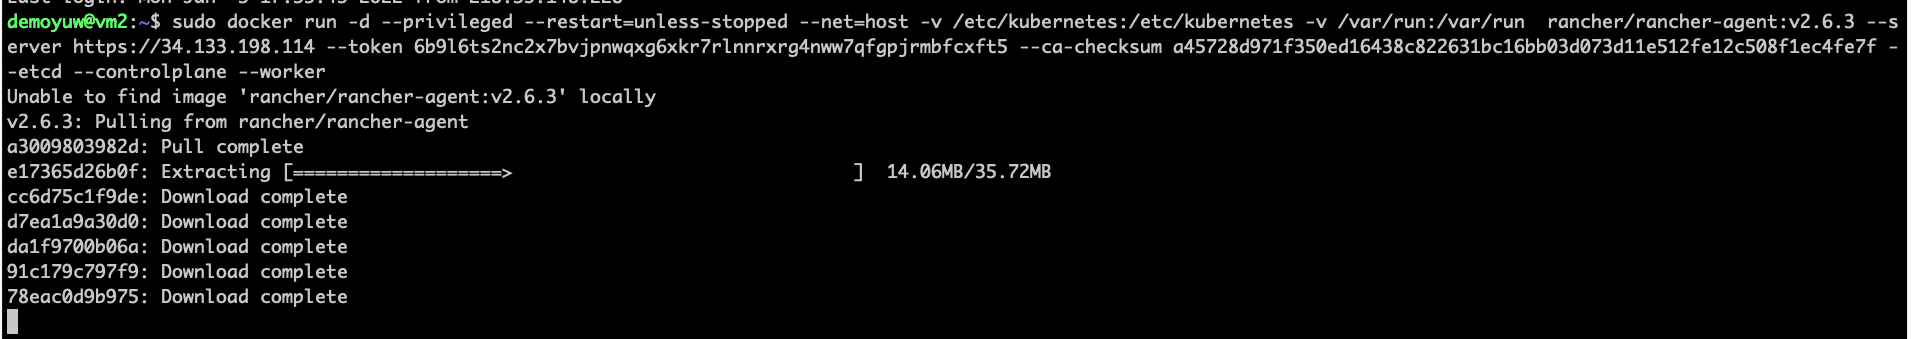 demoyuw@vm2:~$ sudo docker run -d --privileged --restart=unless-stopped --net=host -v /etc/kubernetes:/etc/kubernetes -v /var/run:/var/run  rancher/rancher-agent:v2.6.3 --s
erver https://34.133.198.114 --token 6b9l6ts2nc2x7bvjpnwqxg6xkr7rlnnrxrg4nww7qfgpjrmbfcxft5 --ca-checksum a45728d971f350ed16438c822631bc16bb03d073d11e512fe12c508f1ec4fe7f -
-etcd --controlplane --worker
Unable to find image 'rancher/rancher-agent:v2.6.3' locally
v2.6.3: Pulling from rancher/rancher-agent
a3009803982d: Pull complete
e17365d26b0f: Extracting [===================>                               ]  14.06MB/35.72MB
cc6d75c1f9de: Download complete
d7ea1a9a30d0: Download complete
da1f9700b06a: Download complete
91c179c797f9: Download complete
78eac0d9b975: Download complete